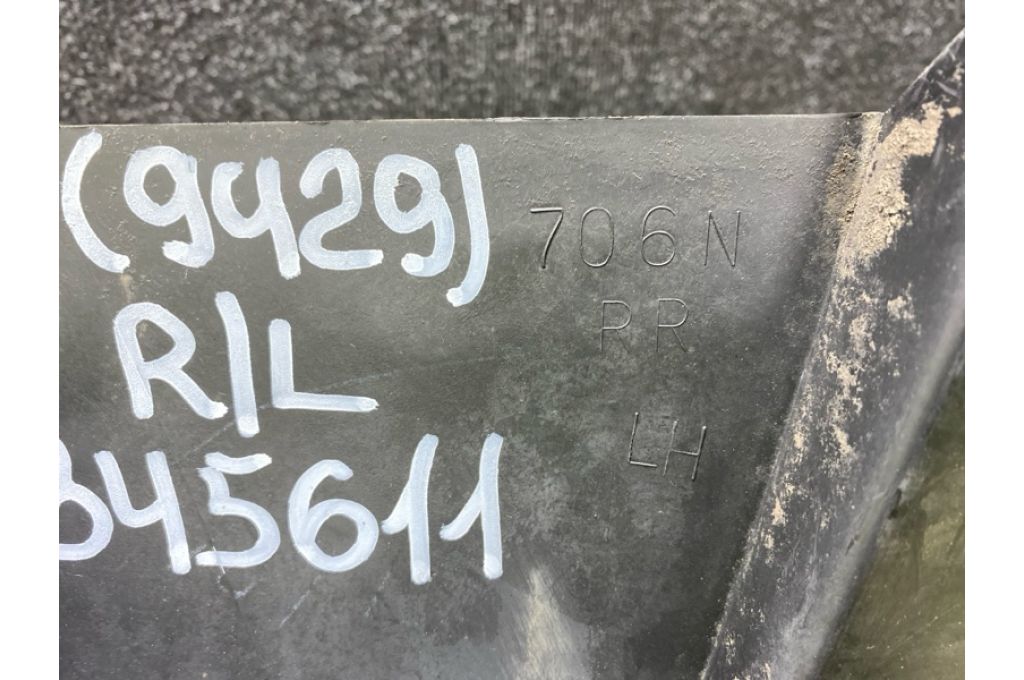 (9429)
706N
RR
R/L
LH
845611